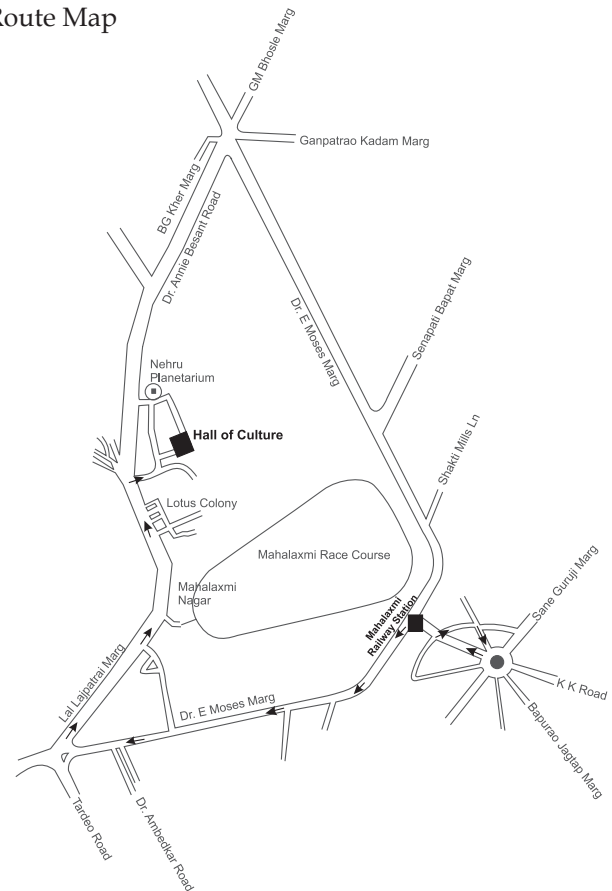 Route Map
GM Bhosle Marg
Ganpatrao Kadam Marg
BG Kher Marg
Dr. Annie Besant Road
Dr. E Moses Marg
Senapati Bapat Marg
Nehru
Planetarium
Hall of Culture
Shakti Mills Ln
Lotus Colony
Mahalaxmi Race Course
Mahalaxmi
Nagar
Mahalaxmi
Railway Station
Sane Guruji Marg
Lal Lajpatrai Marg
K K Road
Dr. E Moses Marg
Bapurao Jagtap Marg
Tardeo Road
Dr. Ambedkar Road